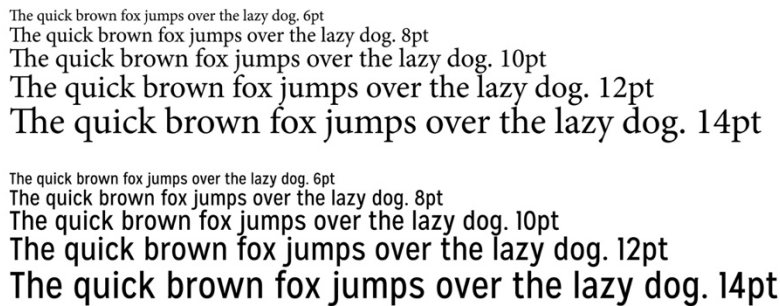 The quick brown fox jumps over the lazy dog. 6pt
The quick brown fox jumps over the lazy dog. 8pt
The quick brown fox jumps over the lazy dog. 10pt
The quick brown fox jumps over the lazy dog. 12pt
The quick brown fox jumps over the lazy dog. 14pt
The quick brown fox jumps over the lazy dog. 6pt
The quick brown fox jumps over the lazy dog. 8pt
The quick brown fox jumps over the lazy dog. 10pt
The quick brown fox jumps over the lazy dog. 12pt
The quick brown fox jumps over the lazy dog. 14pt